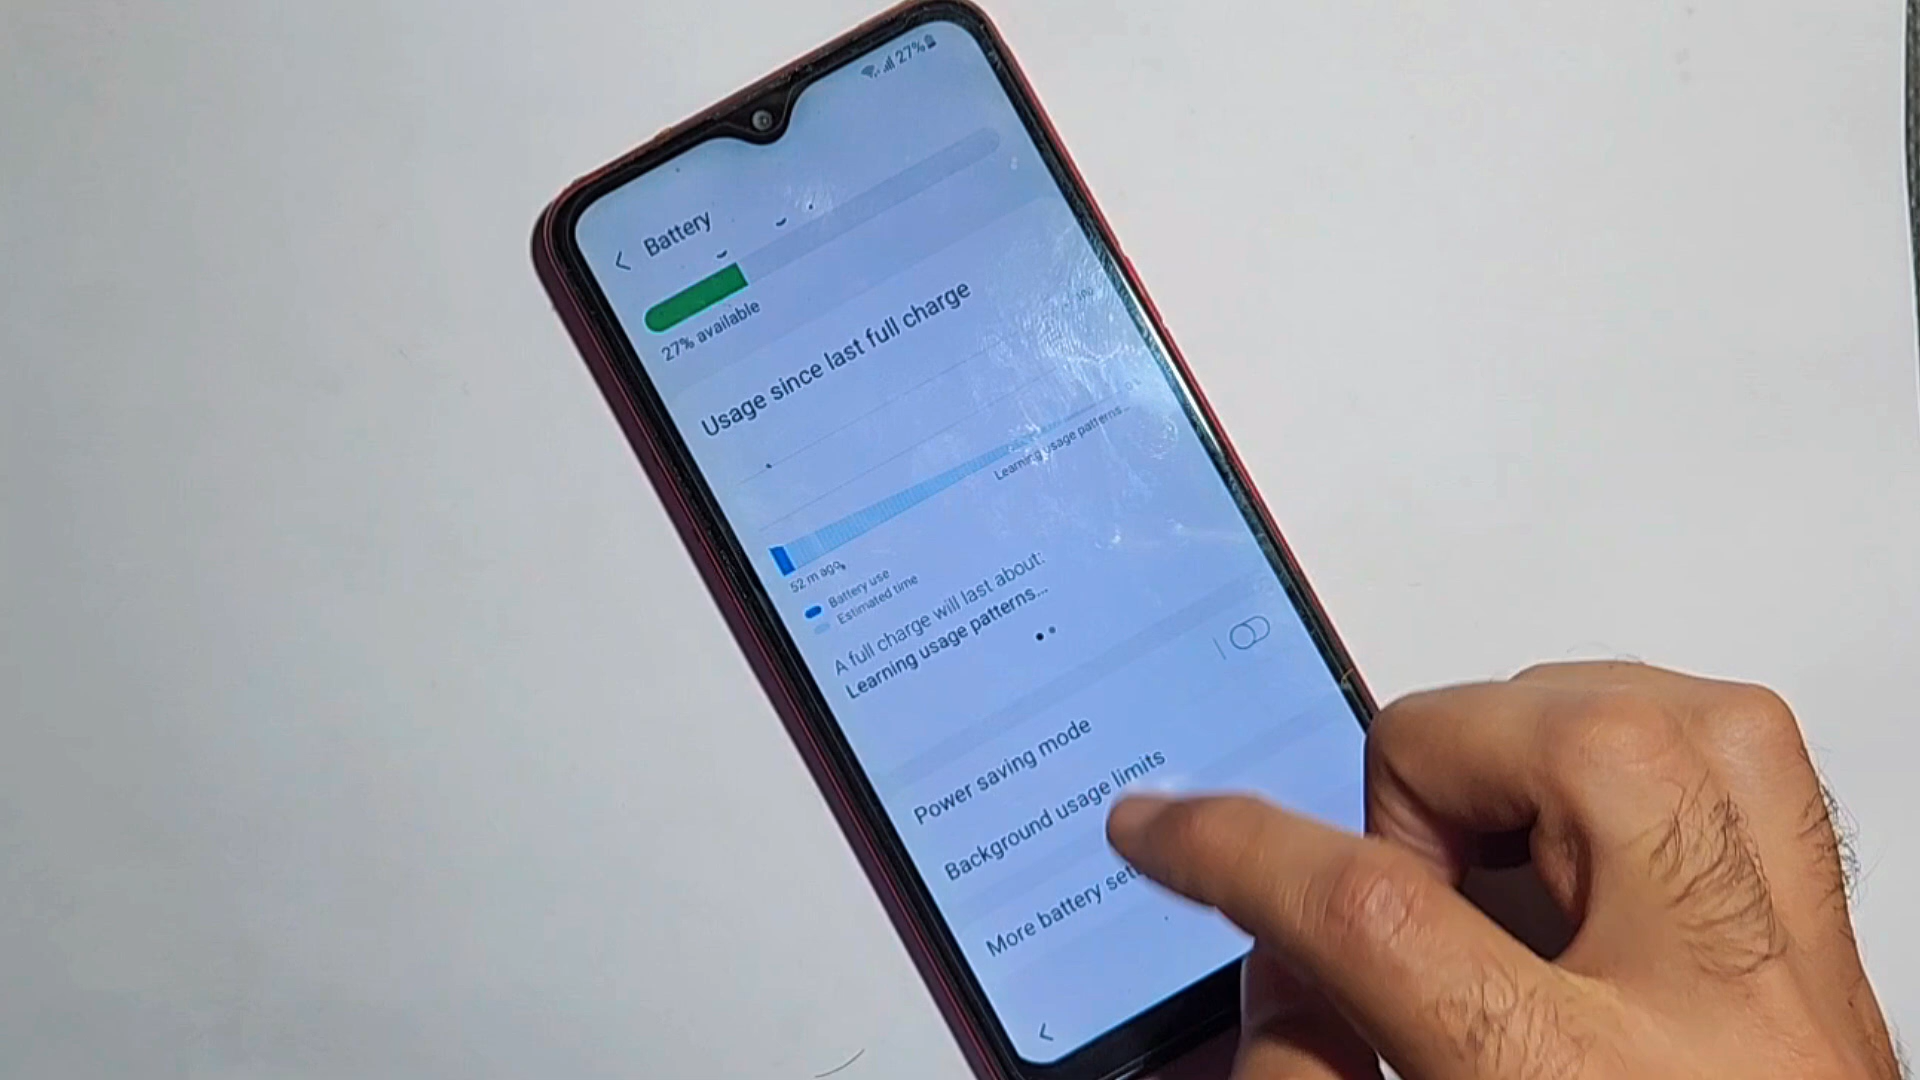 27%
Battery
27% available
Usage since last full charge
Learning usage patterns...
52 m ago
Battery use
Estimated time
A full charge will last about:
Learning usage patterns...
Power saving mode
Background usage limits
More battery